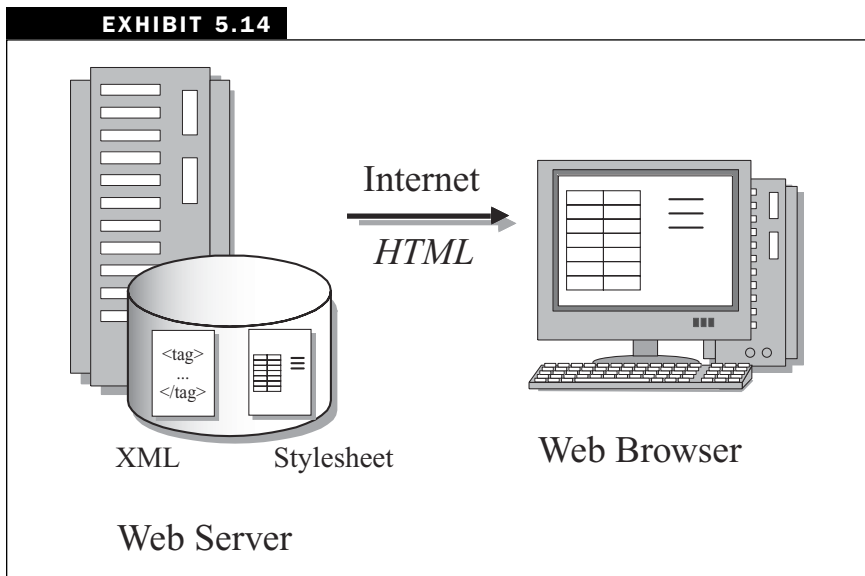 EXHIBIT 5.14
Internet
HTML
<tag>
...
</tag>
XML
Stylesheet
Web Browser
Web Server